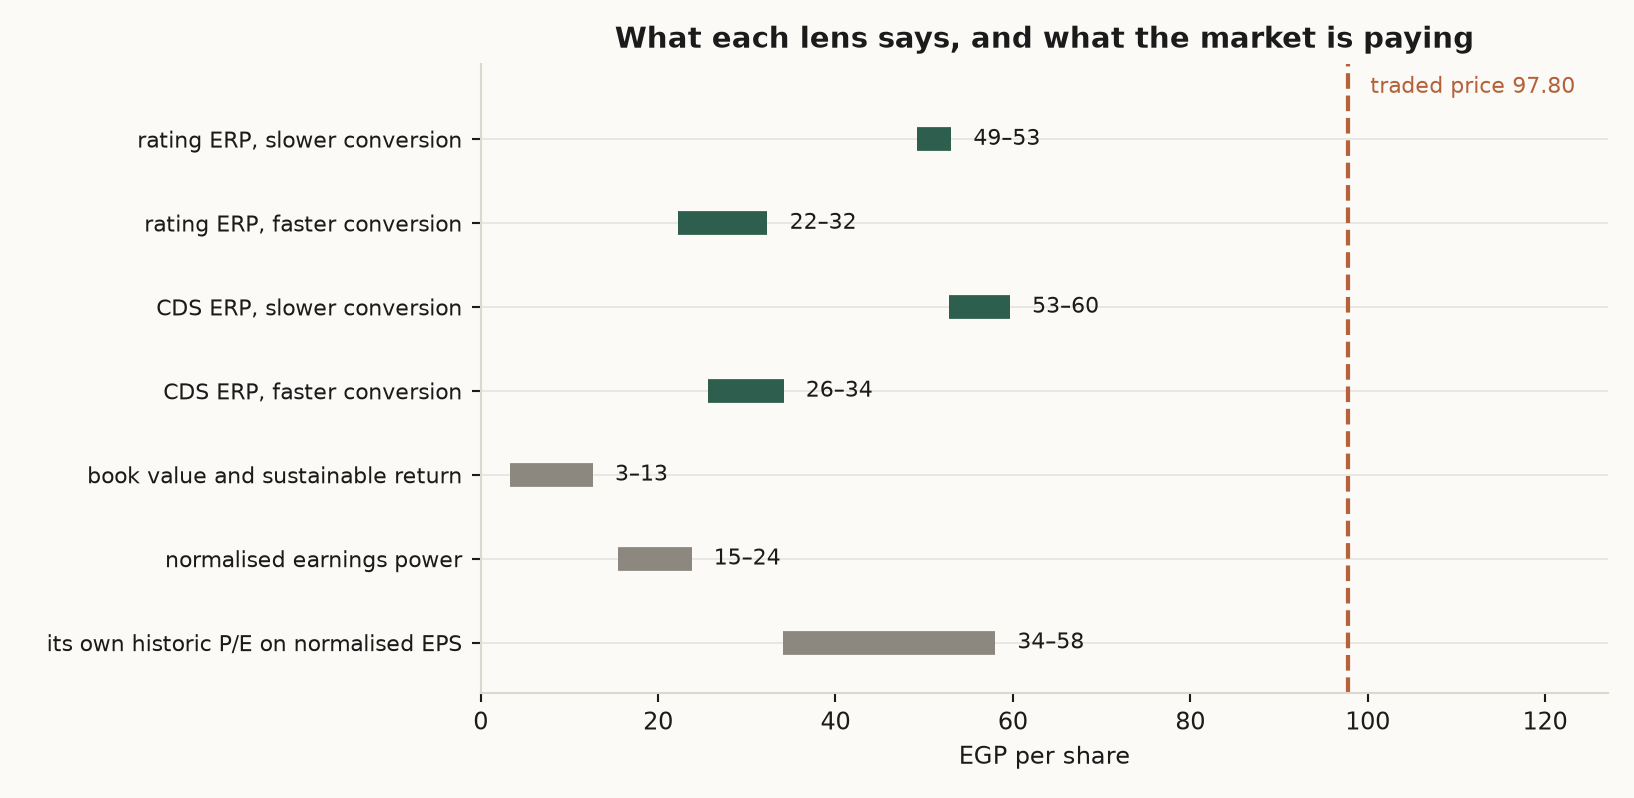 What each lens says, and what the market is paying
traded price 97.80
rating ERP, slower conversion
49–53
rating ERP, faster conversion
22–32
CDS ERP, slower conversion
53–60
CDS ERP, faster conversion
26–34
book value and sustainable return
3–13
normalised earnings power
15–24
its own historic P/E on normalised EPS
34–58
0 20 40 60 80 100 120
EGP per share